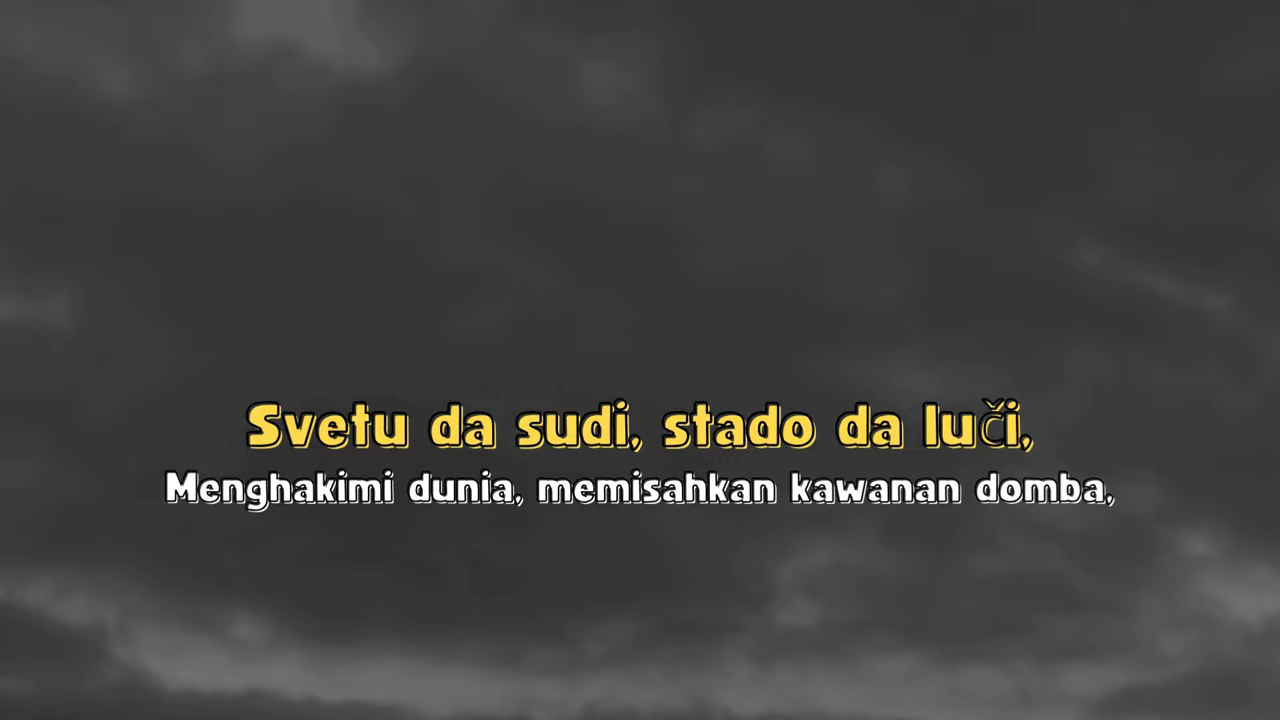 Svetu da sudi, stado da luči,
Menghakimi dunia, memisahkan kawanan domba,